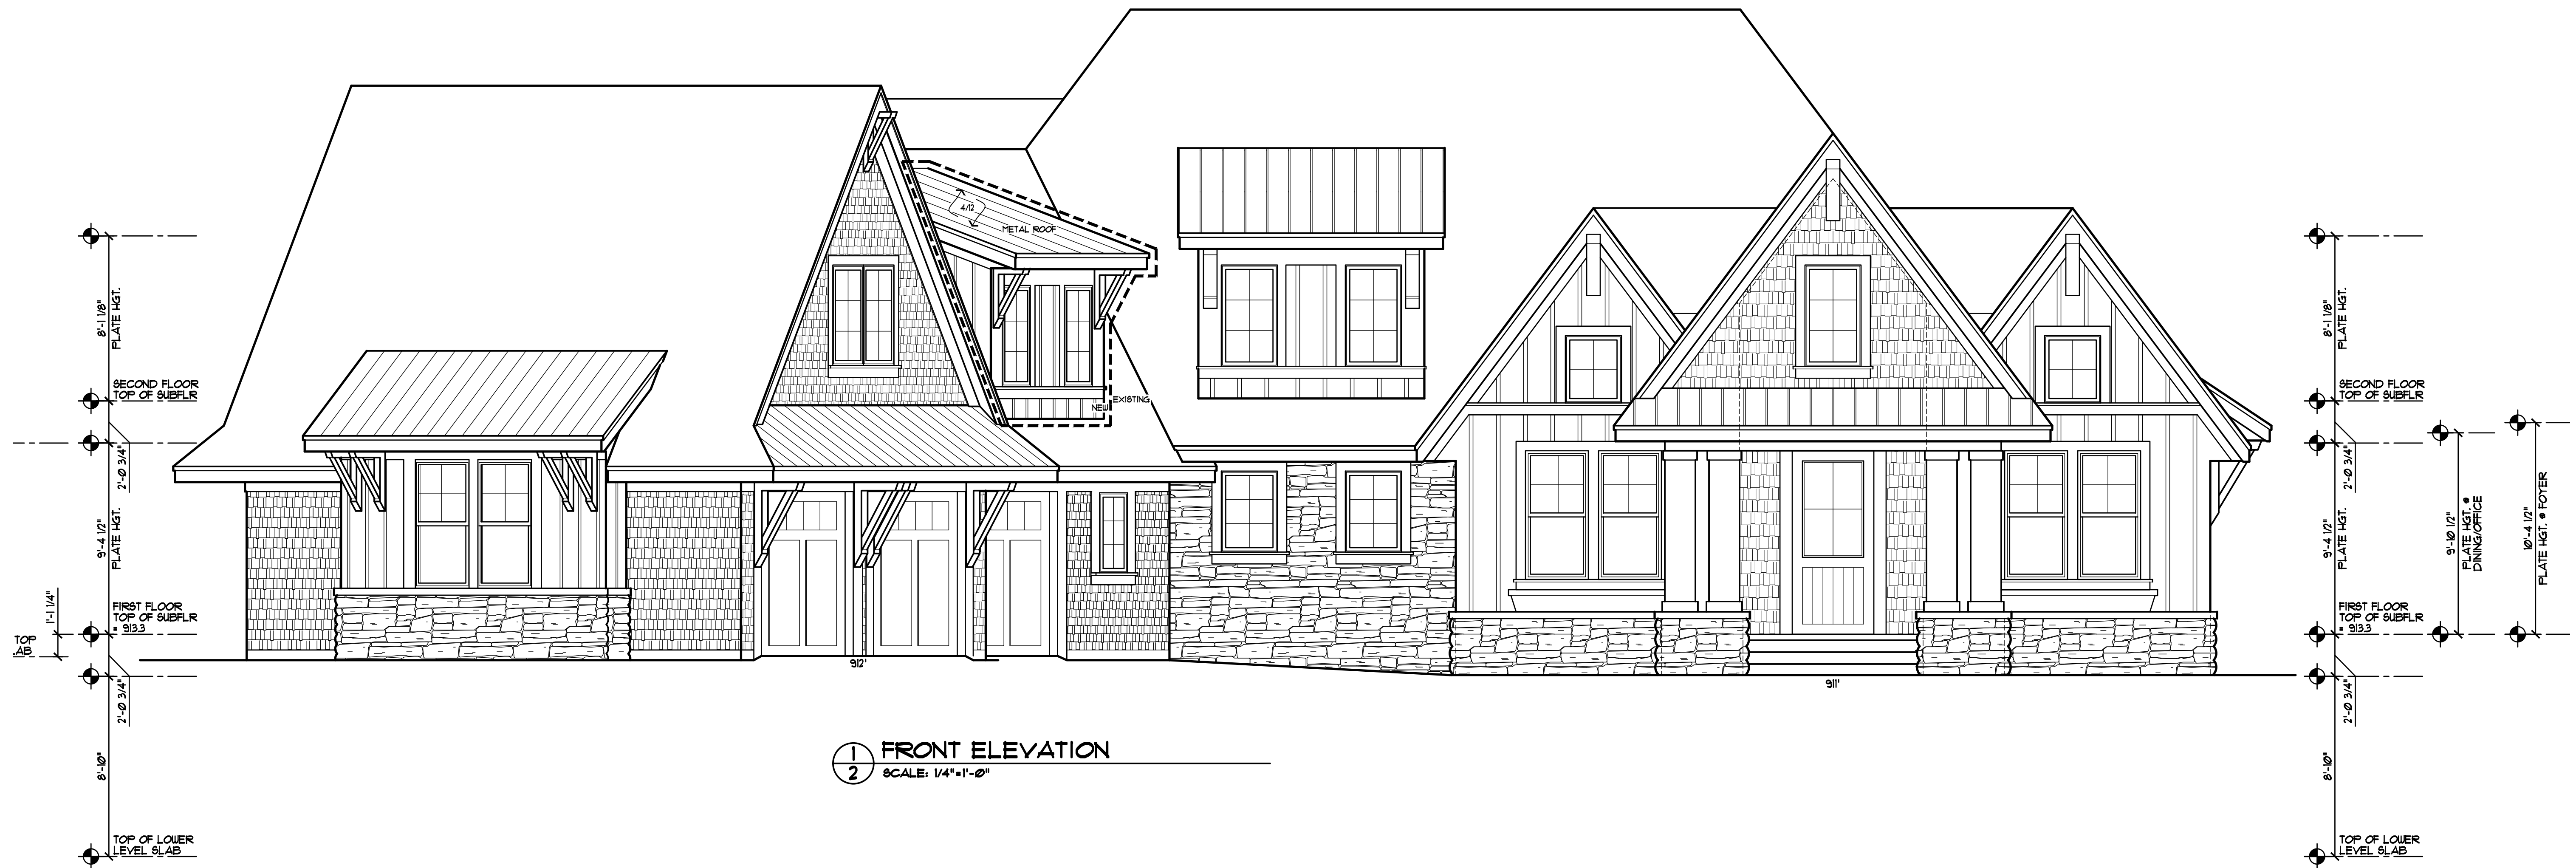 8'-1 1/8"
PLATE HGT.
SECOND FLOOR
TOP OF SUBFLR
2'-0 3/4"
9'-4 1/2"
PLATE HGT.
1'-1 1/4"
FIRST FLOOR
TOP OF SUBFLR
= 913.3
TOP
AB
2'-0 3/4"
8'-10"
TOP OF LOWER
LEVEL SLAB
4/12
METAL ROOF
NEW
EXISTING
912'
911'
1
2
FRONT ELEVATION
SCALE: 1/4"=1'-0"
8'-1 1/8"
PLATE HGT.
SECOND FLOOR
TOP OF SUBFLR
2'-0 3/4"
9'-4 1/2"
PLATE HGT.
FIRST FLOOR
TOP OF SUBFLR
= 913.3
2'-0 3/4"
8'-10"
TOP OF LOWER
LEVEL SLAB
9'-10 1/2"
PLATE HGT. @
DINING/OFFICE
10'-4 1/2"
PLATE HGT. @ FOYER